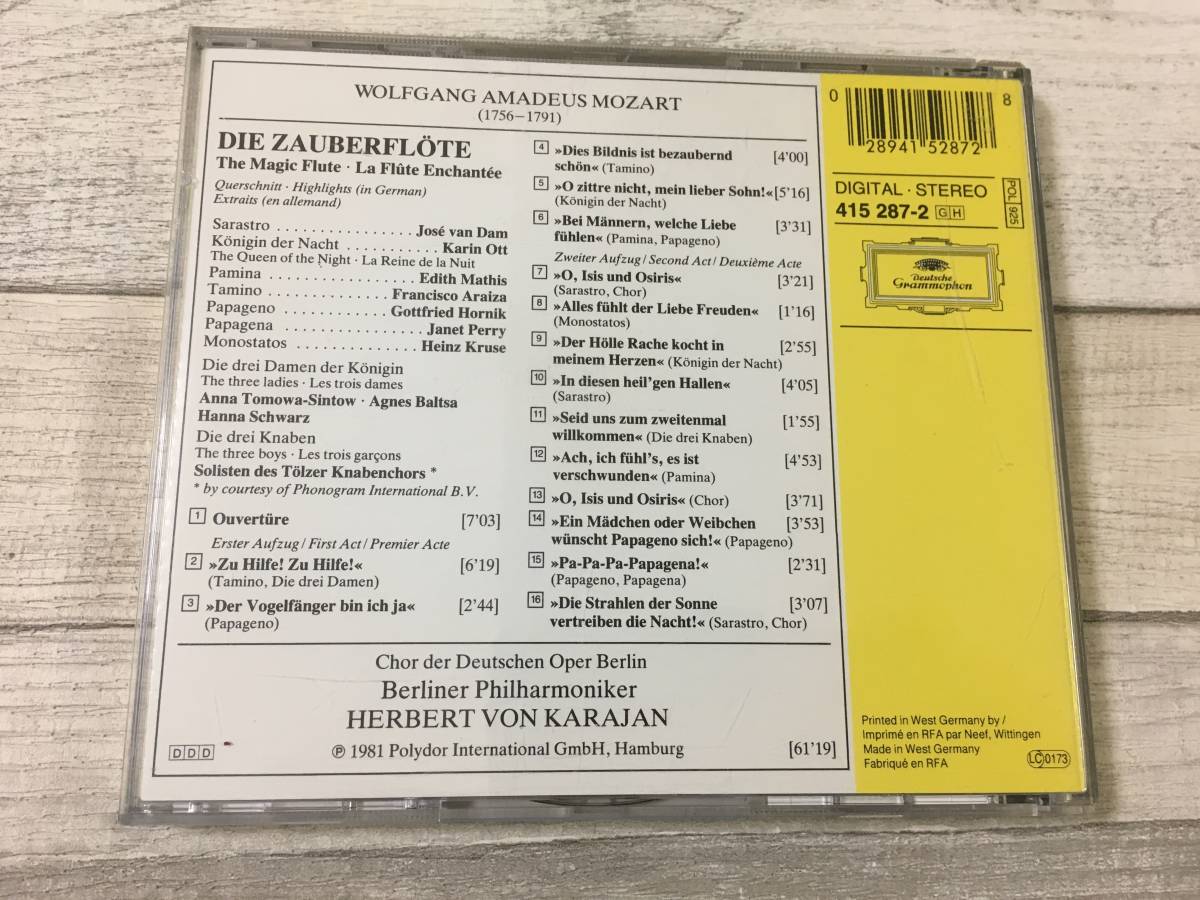 WOLFGANG AMADEUS MOZART
(1756–1791)
DIE ZAUBERFLÖTE
The Magic Flute · La Flûte Enchantée
Querschnitt · Highlights (in German)
Extraits (en allemand)
Sarastro . . . . . . . . . . . . . . . . José van Dam
Königin der Nacht . . . . . . . . . . . Karin Ott
The Queen of the Night · La Reine de la Nuit
Pamina . . . . . . . . . . . . . . . Edith Mathis
Tamino . . . . . . . . . . . . . . Francisco Araiza
Papageno . . . . . . . . . . . . Gottfried Hornik
Papagena . . . . . . . . . . . . . . . . Janet Perry
Monostatos . . . . . . . . . . . . . . Heinz Kruse
Die drei Damen der Königin
The three ladies · Les trois dames
Anna Tomowa-Sintow · Agnes Baltsa
Hanna Schwarz
Die drei Knaben
The three boys · Les trois garçons
Solisten des Tölzer Knabenchors *
* by courtesy of Phonogram International B.V.
1 Ouvertüre [7'03]
Erster Aufzug / First Act / Premier Acte
2 »Zu Hilfe! Zu Hilfe!« [6'19]
(Tamino, Die drei Damen)
3 »Der Vogelfänger bin ich ja« [2'44]
(Papageno)
4 »Dies Bildnis ist bezaubernd
schön« (Tamino) [4'00]
5 »O zittre nicht, mein lieber Sohn!« [5'16]
(Königin der Nacht)
6 »Bei Männern, welche Liebe
fühlen« (Pamina, Papageno) [3'31]
Zweiter Aufzug / Second Act / Deuxième Acte
7 »O, Isis und Osiris« [3'21]
(Sarastro, Chor)
8 »Alles fühlt der Liebe Freuden« [1'16]
(Monostatos)
9 »Der Hölle Rache kocht in
meinem Herzen« (Königin der Nacht) [2'55]
10 »In diesen heil'gen Hallen« [4'05]
(Sarastro)
11 »Seid uns zum zweitenmal
willkommen« (Die drei Knaben) [1'55]
12 »Ach, ich fühl's, es ist
verschwunden« (Pamina) [4'53]
13 »O, Isis und Osiris« (Chor) [3'71]
14 »Ein Mädchen oder Weibchen
wünscht Papageno sich!« (Papageno) [3'53]
15 »Pa-Pa-Pa-Papagena!« [2'31]
(Papageno, Papagena)
16 »Die Strahlen der Sonne
vertreiben die Nacht!« (Sarastro, Chor) [3'07]
Chor der Deutschen Oper Berlin
Berliner Philharmoniker
HERBERT VON KARAJAN
DDD ℗ 1981 Polydor International GmbH, Hamburg [61'19]
0 28941 52872 8
DIGITAL · STEREO
415 287-2 GH
POL 925
Deutsche
Grammophon
Printed in West Germany by /
Imprimé en RFA par Neef, Wittingen
Made in West Germany
Fabriqué en RFA
LC 0173